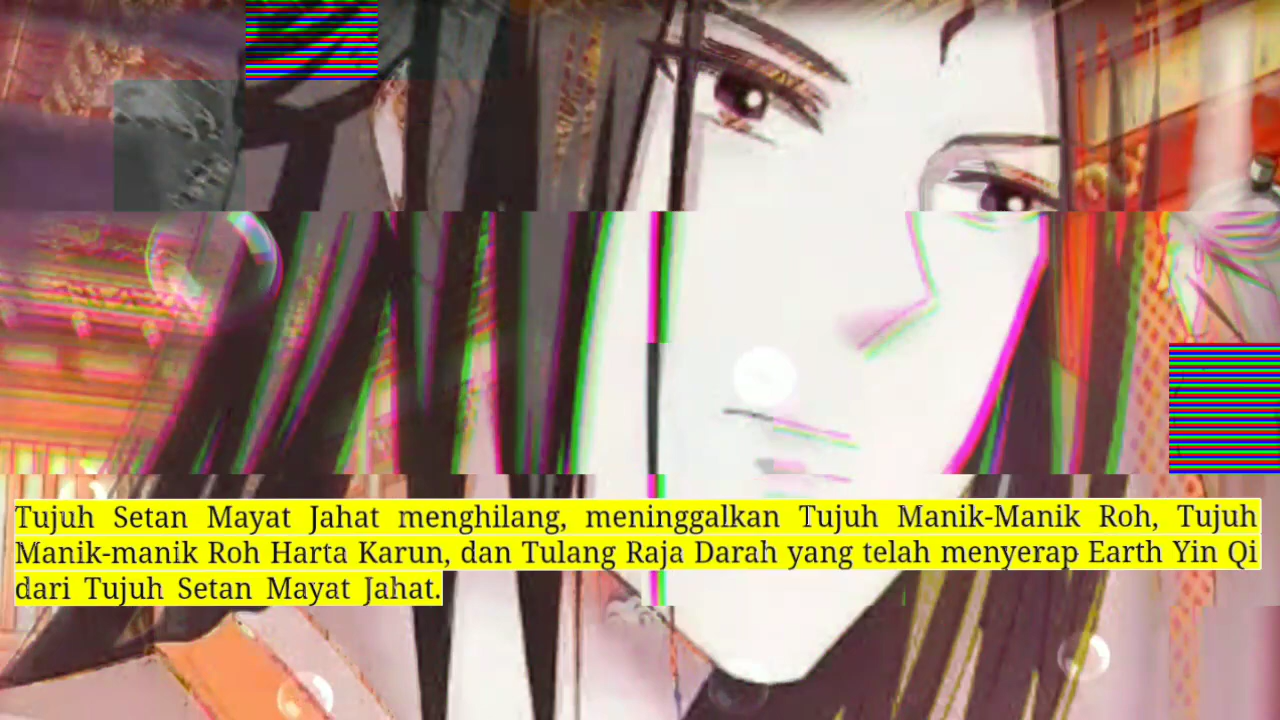 Tujuh Setan Mayat Jahat menghilang, meninggalkan Tujuh Manik-Manik Roh, Tujuh
Manik-manik Roh Harta Karun, dan Tulang Raja Darah yang telah menyerap Earth Yin Qi
dari Tujuh Setan Mayat Jahat.